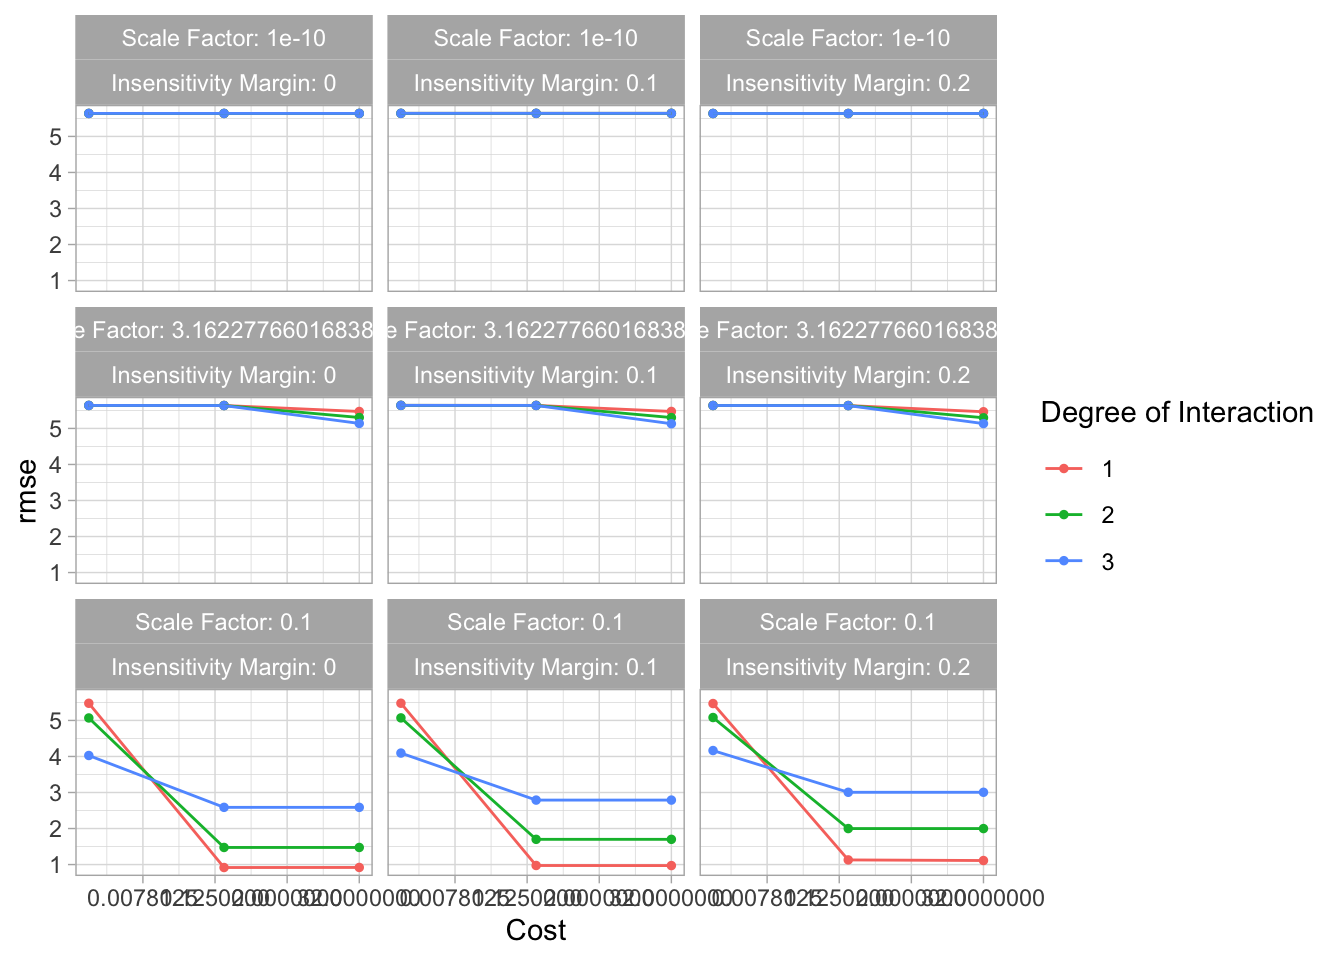 Scale Factor: 1e-10 Scale Factor: 1e-10 Scale Factor: 1e-10
Insensitivity Margin: 0 Insensitivity Margin: 0.1 Insensitivity Margin: 0.2
5
4
3
2
1
e Factor: 3.16227766016838 e Factor: 3.16227766016838 e Factor: 3.16227766016838
Insensitivity Margin: 0 Insensitivity Margin: 0.1 Insensitivity Margin: 0.2
5
4
3
2
1
rmse
Degree of Interaction
1
2
3
Scale Factor: 0.1 Scale Factor: 0.1 Scale Factor: 0.1
Insensitivity Margin: 0 Insensitivity Margin: 0.1 Insensitivity Margin: 0.2
5
4
3
2
1
Cost